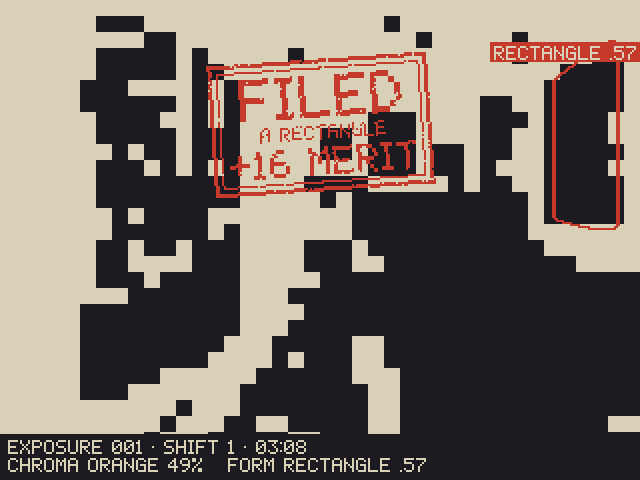 RECTANGLE .57
FILED
A RECTANGLE
+16 MERIT
EXPOSURE 001 · SHIFT 1 · 03:08
CHROMA ORANGE 49% FORM RECTANGLE .57